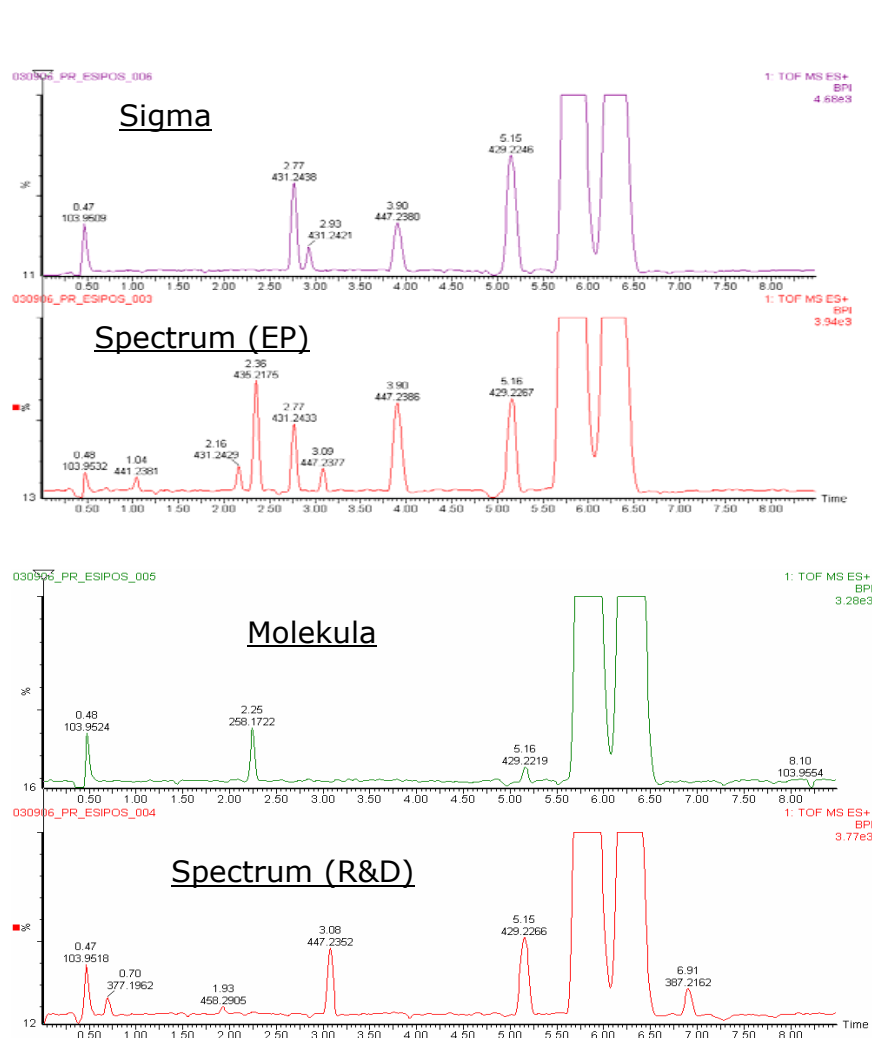 030906_PR_ESIPOS_006
1: TOF MS ES+
BPI
4.68e3
Sigma
5.15
429.2246
2.77
431.2438
3.90
447.2380
0.47
103.9509
2.93
431.2421
%
11
0.50 1.00 1.50 2.00 2.50 3.00 3.50 4.00 4.50 5.00 5.50 6.00 6.50 7.00 7.50 8.00
030906_PR_ESIPOS_003
1: TOF MS ES+
BPI
3.94e3
Spectrum (EP)
2.36
435.2175
3.90
447.2386
5.16
429.2267
2.77
431.2433
2.16
431.2429
3.09
447.2377
0.48
103.9532
1.04
441.2381
%
13
Time
0.50 1.00 1.50 2.00 2.50 3.00 3.50 4.00 4.50 5.00 5.50 6.00 6.50 7.00 7.50 8.00
030906_PR_ESIPOS_005
1: TOF MS ES+
BPI
3.28e3
Molekula
%
0.48
103.9524
2.25
258.1722
5.16
429.2219
8.10
103.9554
16
0.50 1.00 1.50 2.00 2.50 3.00 3.50 4.00 4.50 5.00 5.50 6.00 6.50 7.00 7.50 8.00
030906_PR_ESIPOS_004
1: TOF MS ES+
BPI
3.77e3
Spectrum (R&D)
%
0.47
103.9518
0.70
377.1962
1.93
458.2905
3.08
447.2352
5.15
429.2266
6.91
387.2162
12
Time
0.50 1.00 1.50 2.00 2.50 3.00 3.50 4.00 4.50 5.00 5.50 6.00 6.50 7.00 7.50 8.00